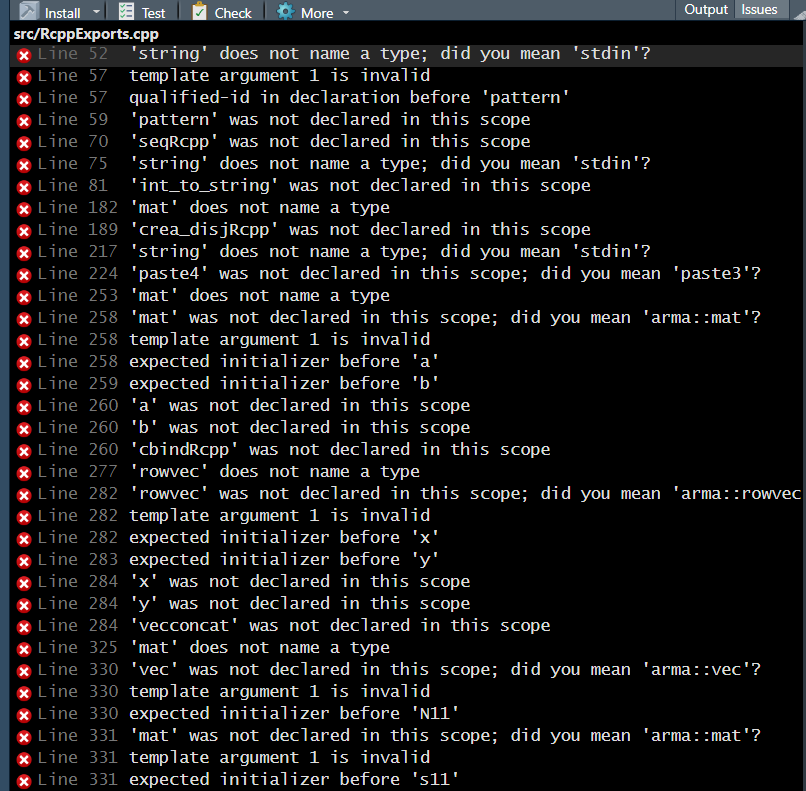 Install Test Check More Output Issues
src/RcppExports.cpp
Line 52 'string' does not name a type; did you mean 'stdin'?
Line 57 template argument 1 is invalid
Line 57 qualified-id in declaration before 'pattern'
Line 59 'pattern' was not declared in this scope
Line 70 'seqRcpp' was not declared in this scope
Line 75 'string' does not name a type; did you mean 'stdin'?
Line 81 'int_to_string' was not declared in this scope
Line 182 'mat' does not name a type
Line 189 'crea_disjRcpp' was not declared in this scope
Line 217 'string' does not name a type; did you mean 'stdin'?
Line 224 'paste4' was not declared in this scope; did you mean 'paste3'?
Line 253 'mat' does not name a type
Line 258 'mat' was not declared in this scope; did you mean 'arma::mat'?
Line 258 template argument 1 is invalid
Line 258 expected initializer before 'a'
Line 259 expected initializer before 'b'
Line 260 'a' was not declared in this scope
Line 260 'b' was not declared in this scope
Line 260 'cbindRcpp' was not declared in this scope
Line 277 'rowvec' does not name a type
Line 282 'rowvec' was not declared in this scope; did you mean 'arma::rowvec
Line 282 template argument 1 is invalid
Line 282 expected initializer before 'x'
Line 283 expected initializer before 'y'
Line 284 'x' was not declared in this scope
Line 284 'y' was not declared in this scope
Line 284 'vecconcat' was not declared in this scope
Line 325 'mat' does not name a type
Line 330 'vec' was not declared in this scope; did you mean 'arma::vec'?
Line 330 template argument 1 is invalid
Line 330 expected initializer before 'N11'
Line 331 'mat' was not declared in this scope; did you mean 'arma::mat'?
Line 331 template argument 1 is invalid
Line 331 expected initializer before 's11'